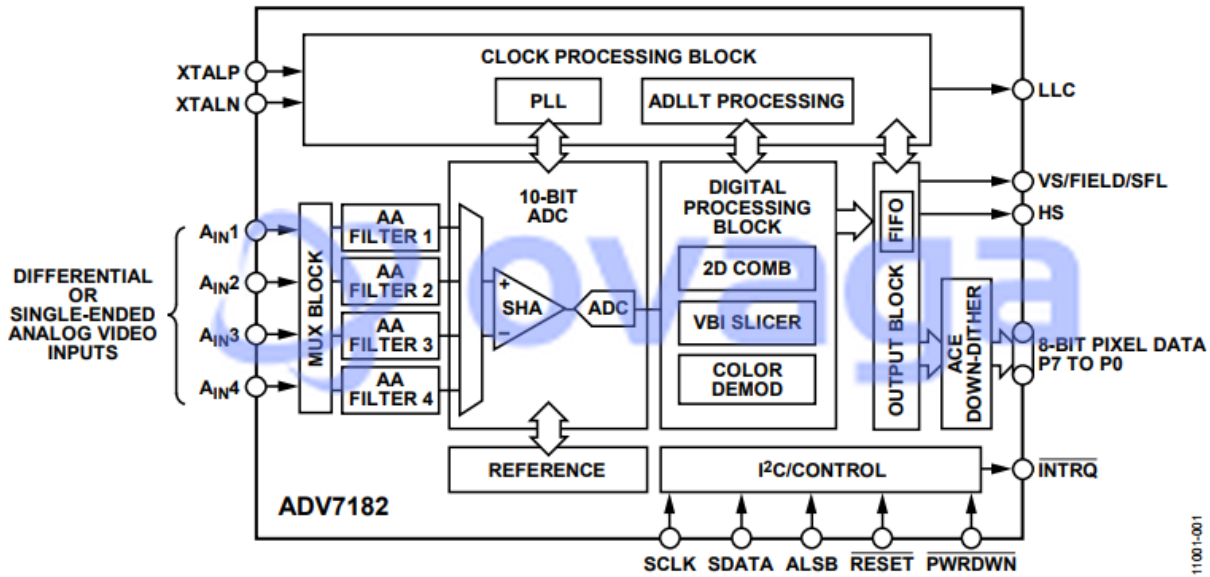 CLOCK PROCESSING BLOCK
XTALP
XTALN
PLL
ADLLT PROCESSING
LLC
10-BIT
ADC
DIGITAL
PROCESSING
BLOCK
VS/FIELD/SFL
HS
FIFO
OUTPUT BLOCK
DIFFERENTIAL
OR
SINGLE-ENDED
ANALOG VIDEO
INPUTS
AIN1
AIN2
AIN3
AIN4
MUX BLOCK
AA
FILTER 1
AA
FILTER 2
AA
FILTER 3
AA
FILTER 4
+
SHA
−
ADC
2D COMB
VBI SLICER
COLOR
DEMOD
ACE
DOWN-DITHER
8-BIT PIXEL DATA
P7 TO P0
REFERENCE
I2C/CONTROL
INTRQ
ADV7182
SCLK
SDATA
ALSB
RESET
PWRDWN
11001-001
ovaga